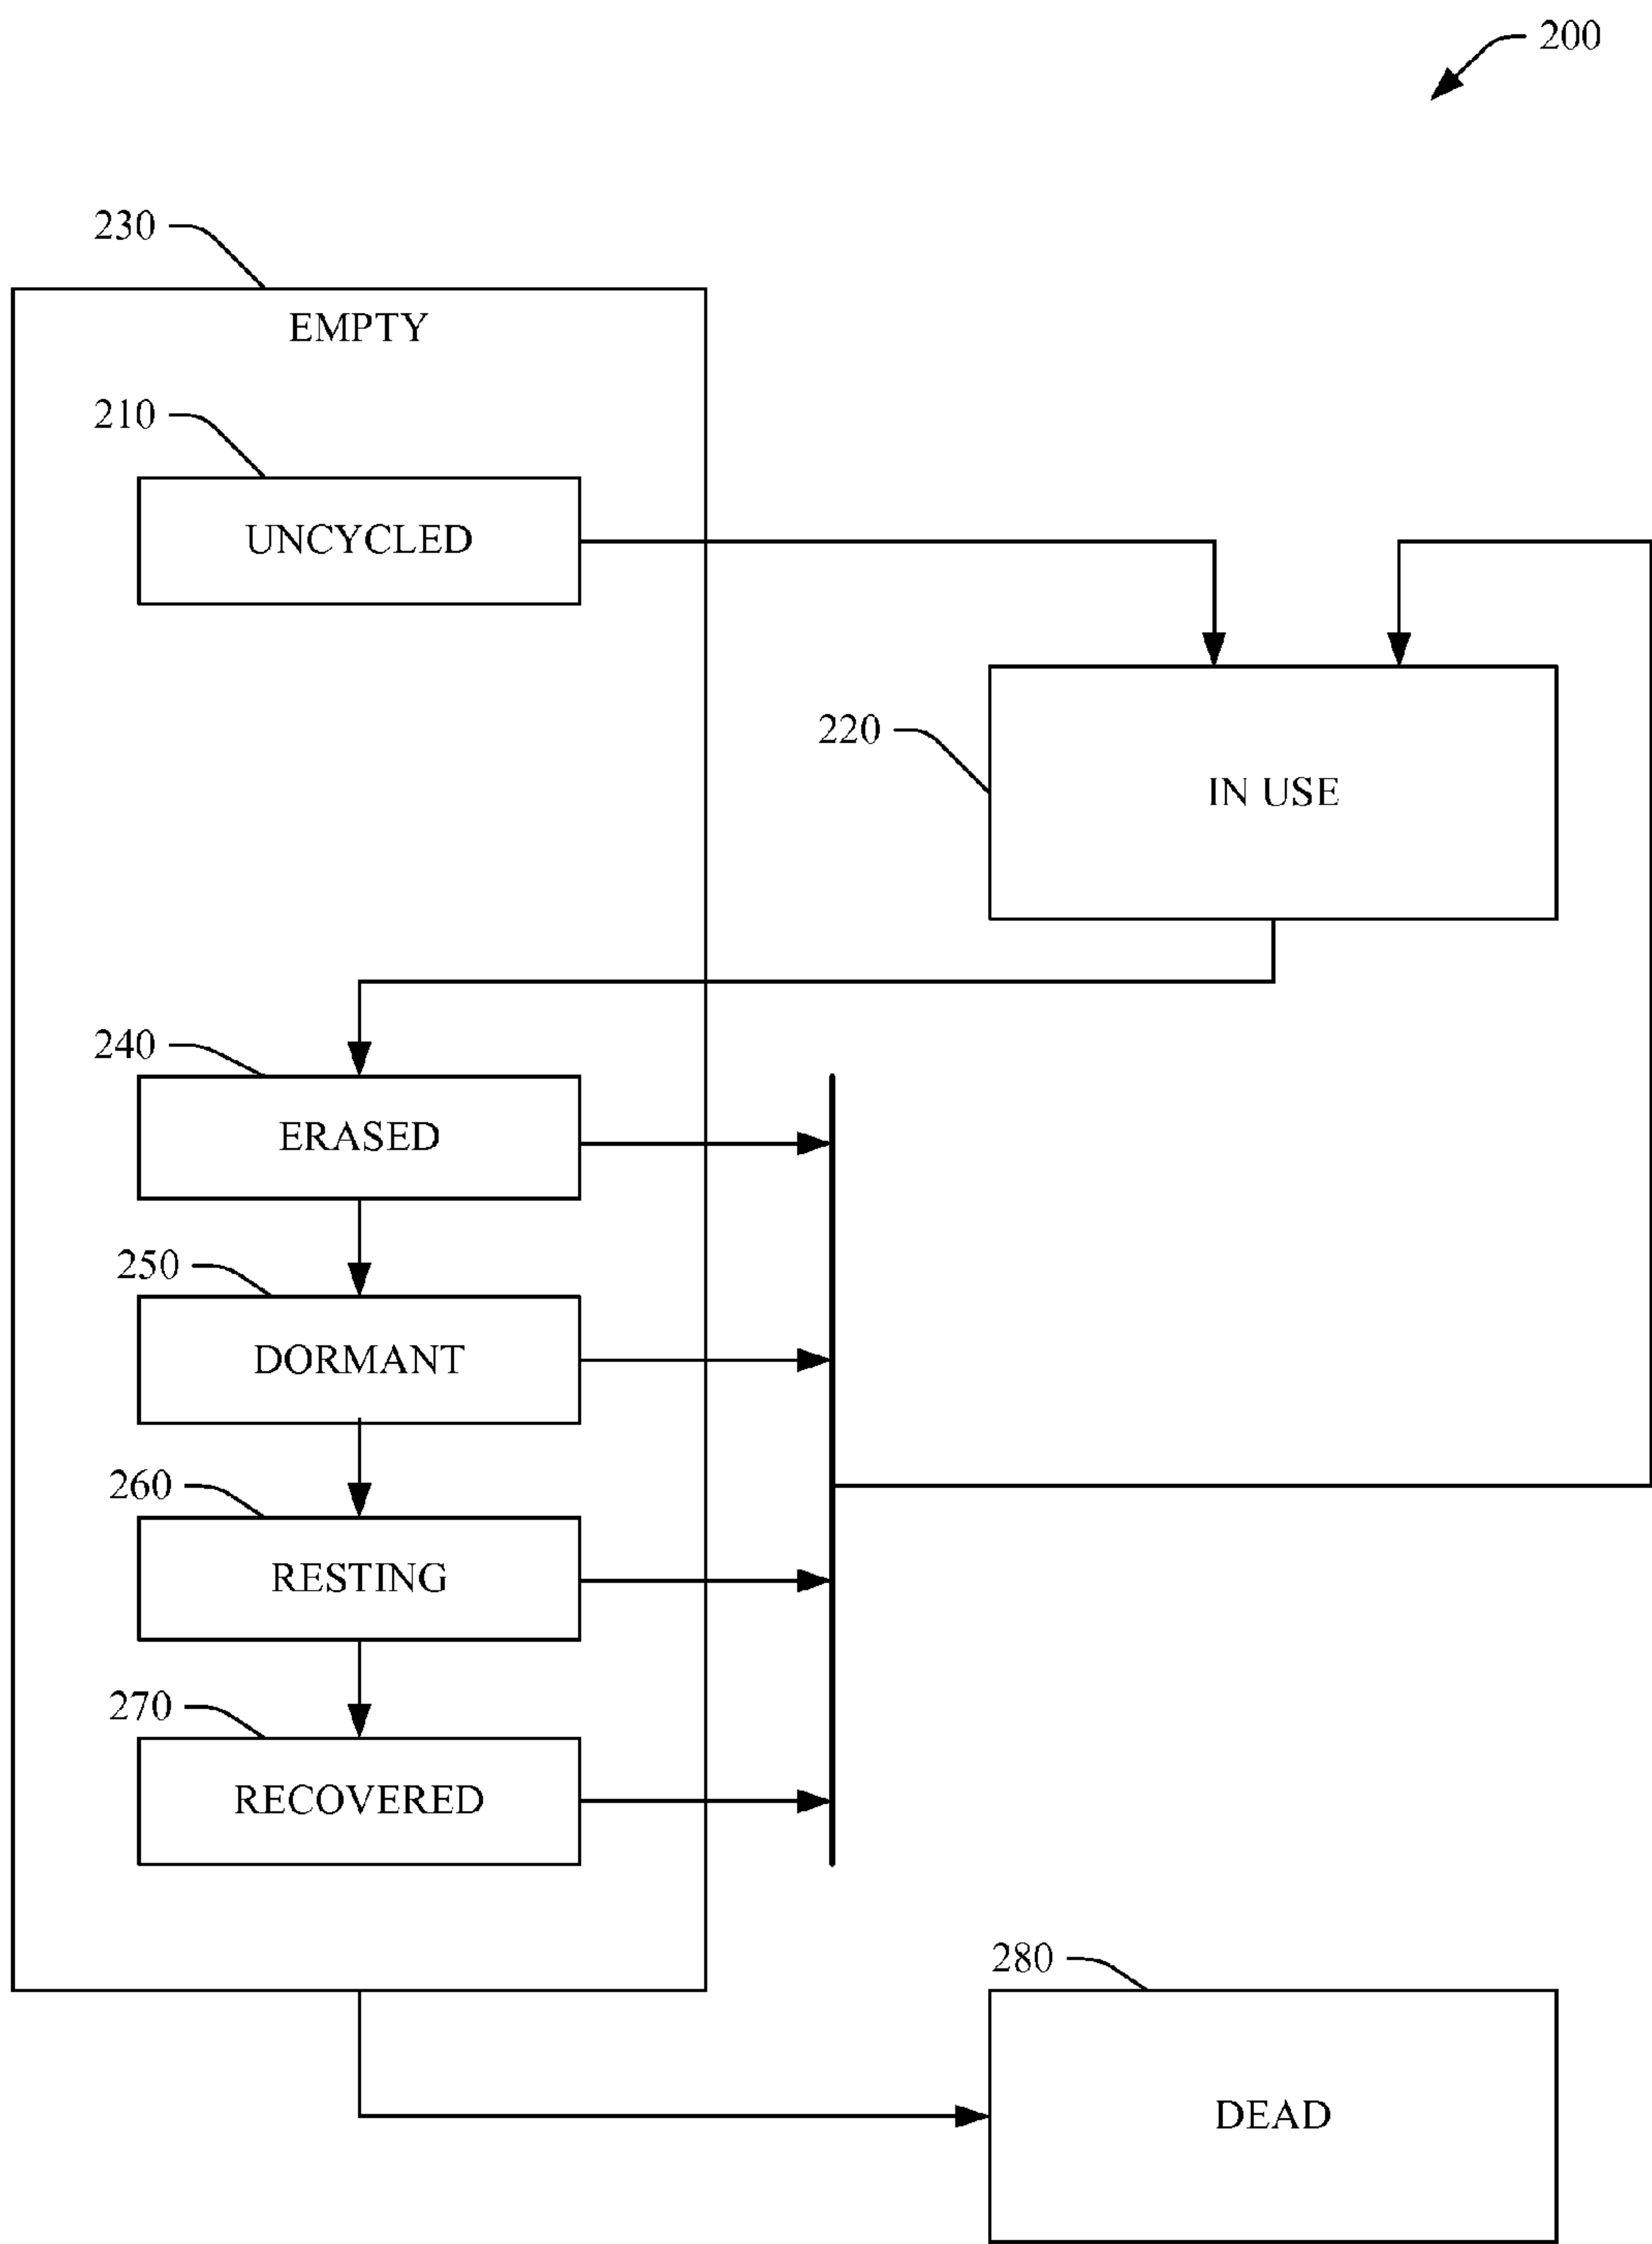 200
230
EMPTY
210
UNCYCLED
220
IN USE
240
ERASED
250
DORMANT
260
RESTING
270
RECOVERED
280
DEAD